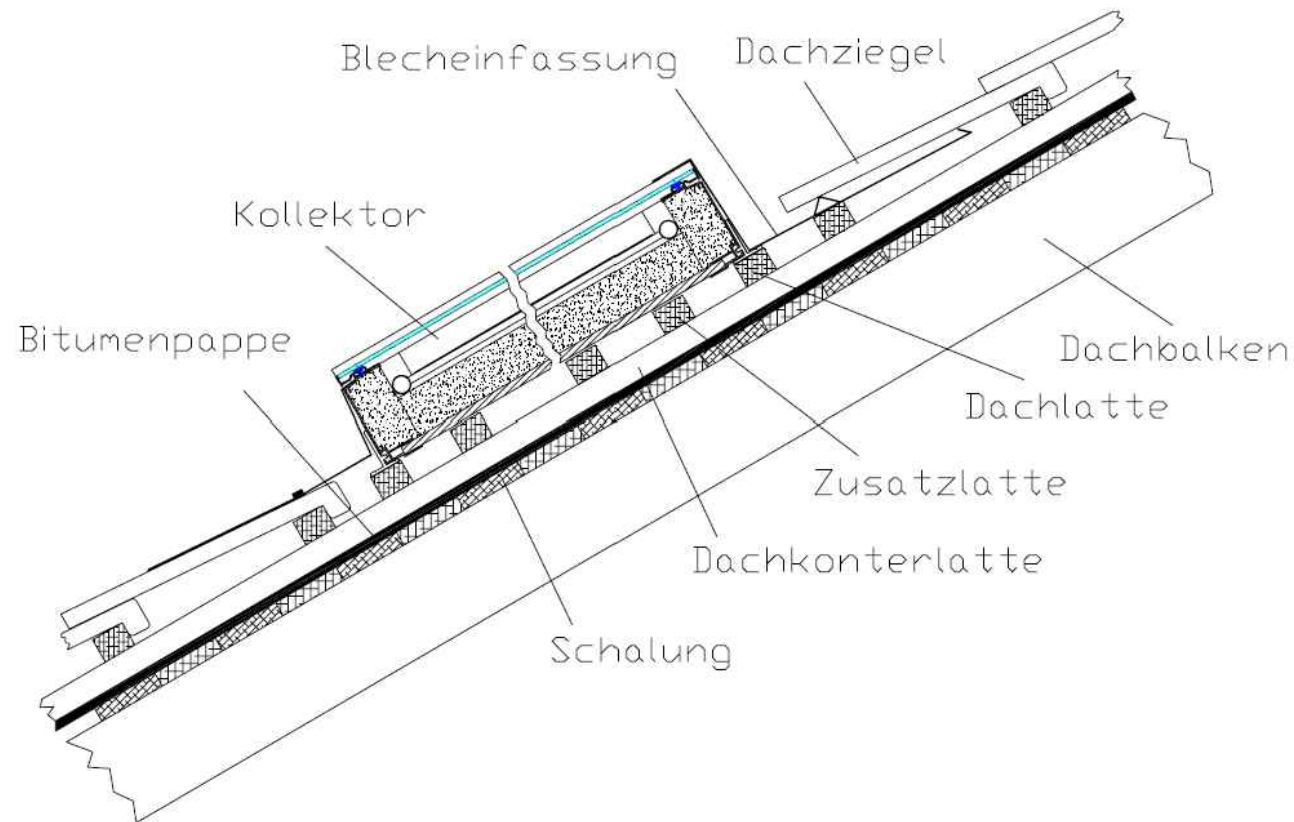 Blecheinfassung
Dachziegel
Kollektor
Bitumenpappe
Dachbalken
Dachlatte
Zusatzlatte
Dachkonterlatte
Schalung